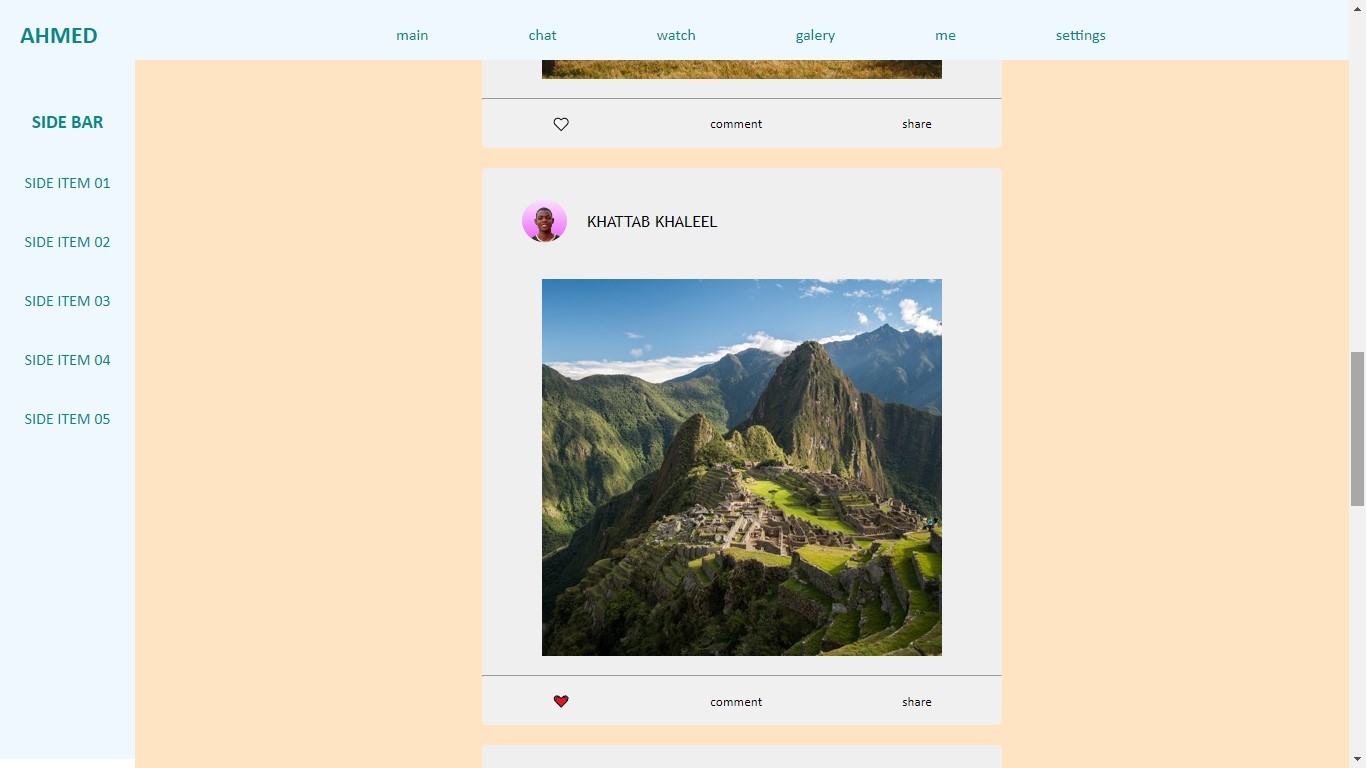 AHMED
main
chat
watch
galery
me
settings
SIDE BAR
SIDE ITEM 01
SIDE ITEM 02
SIDE ITEM 03
SIDE ITEM 04
SIDE ITEM 05
comment
share
KHATTAB KHALEEL
comment
share